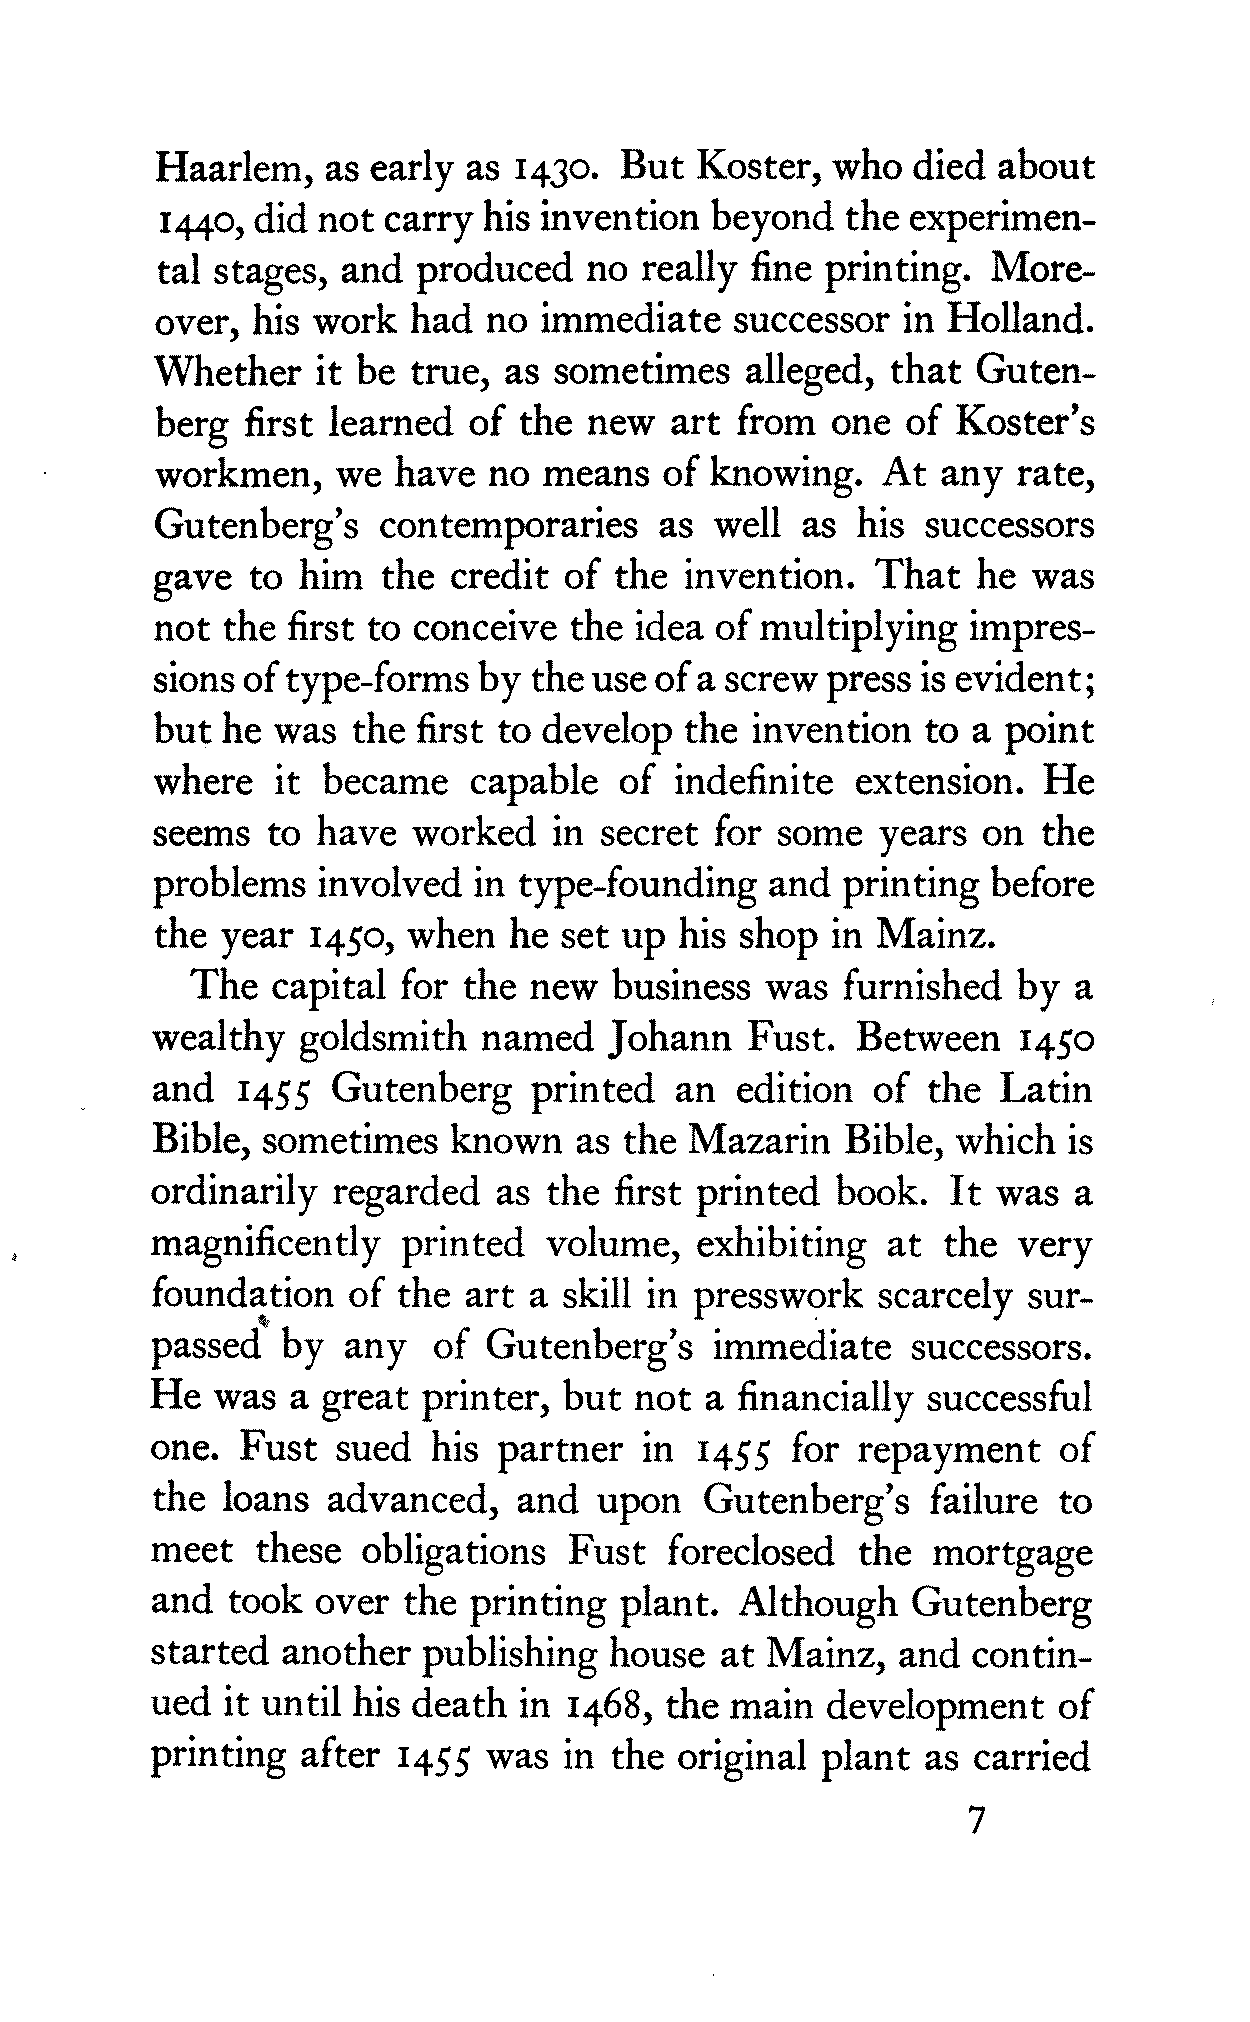 Haarlem, as early as 1430. But Koster, who died about
1440, did not carry his invention beyond the experimen-
tal stages, and produced no really fine printing. More-
over, his work had no immediate successor in Holland.
Whether it be true, as sometimes alleged, that Guten-
berg first learned of the new art from one of Koster's
workmen, we have no means of knowing. At any rate,
Gutenberg's contemporaries as well as his successors
gave to him the credit of the invention. That he was
not the first to conceive the idea of multiplying impres-
sions of type-forms by the use of a screw press is evident;
but he was the first to develop the invention to a point
where it became capable of indefinite extension. He
seems to have worked in secret for some years on the
problems involved in type-founding and printing before
the year 1450, when he set up his shop in Mainz.
The capital for the new business was furnished by a
wealthy goldsmith named Johann Fust. Between 1450
and 1455 Gutenberg printed an edition of the Latin
Bible, sometimes known as the Mazarin Bible, which is
ordinarily regarded as the first printed book. It was a
magnificently printed volume, exhibiting at the very
foundation of the art a skill in presswork scarcely sur-
passed by any of Gutenberg's immediate successors.
He was a great printer, but not a financially successful
one. Fust sued his partner in 1455 for repayment of
the loans advanced, and upon Gutenberg's failure to
meet these obligations Fust foreclosed the mortgage
and took over the printing plant. Although Gutenberg
started another publishing house at Mainz, and contin-
ued it until his death in 1468, the main development of
printing after 1455 was in the original plant as carried
7